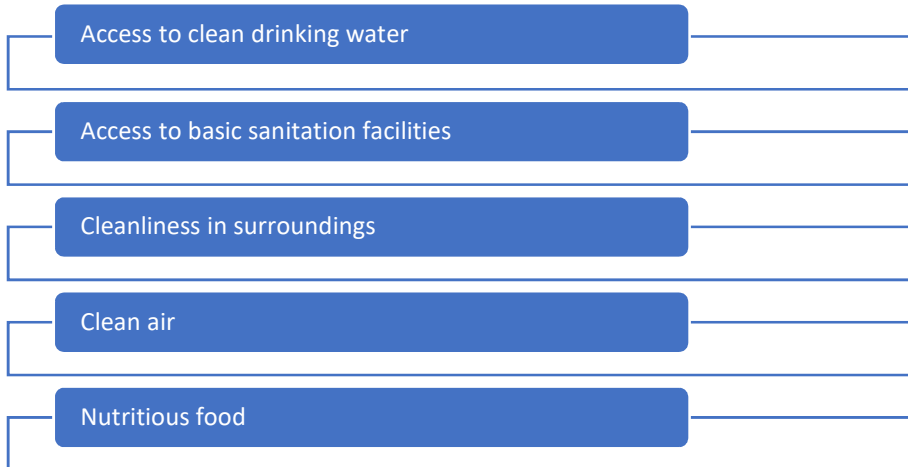 Access to clean drinking water
Access to basic sanitation facilities
Cleanliness in surroundings
Clean air
Nutritious food